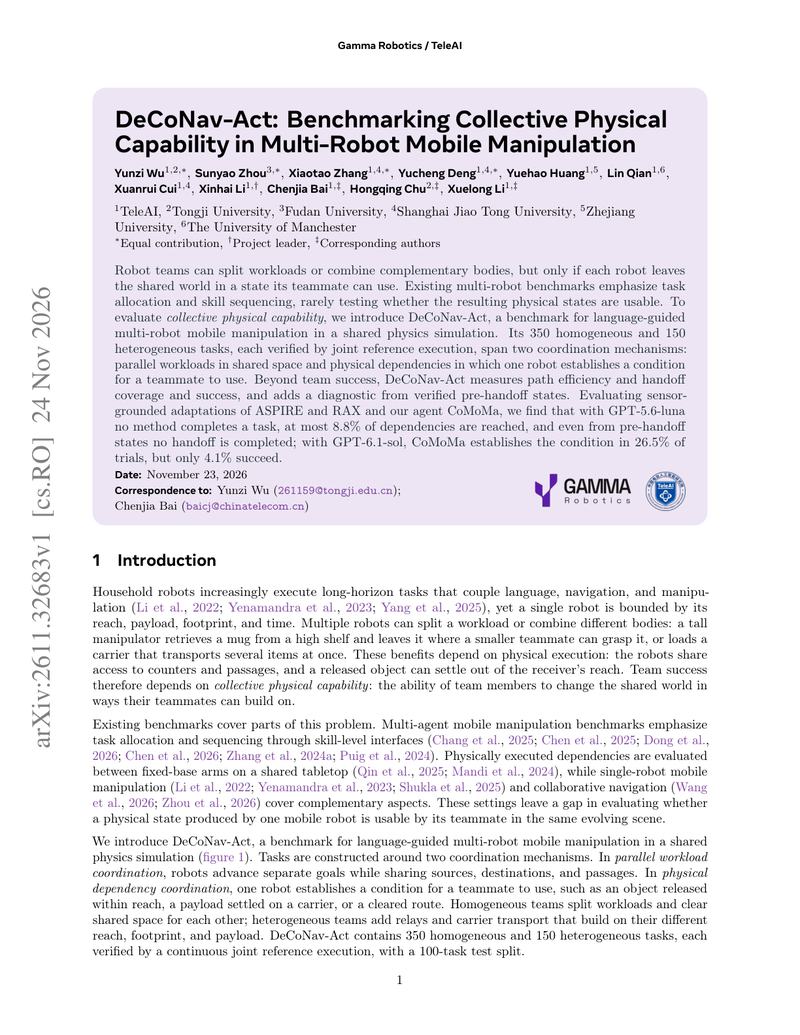 Gamma Robotics / TeleAI
DeCoNav-Act: Benchmarking Collective Physical
Capability in Multi-Robot Mobile Manipulation
Yunzi Wu1,2,*, Sunyao Zhou3,*, Xiaotao Zhang1,4,*, Yucheng Deng1,4,*, Yuehao Huang1,5, Lin Qian1,6,
Xuanrui Cui1,4, Xinhai Li1,†, Chenjia Bai1,‡, Hongqing Chu2,‡, Xuelong Li1,‡
1TeleAI, 2Tongji University, 3Fudan University, 4Shanghai Jiao Tong University, 5Zhejiang
University, 6The University of Manchester
*Equal contribution, †Project leader, ‡Corresponding authors
Robot teams can split workloads or combine complementary bodies, but only if each robot leaves
the shared world in a state its teammate can use. Existing multi-robot benchmarks emphasize task
allocation and skill sequencing, rarely testing whether the resulting physical states are usable. To
evaluate collective physical capability, we introduce DeCoNav-Act, a benchmark for language-guided
multi-robot mobile manipulation in a shared physics simulation. Its 350 homogeneous and 150
heterogeneous tasks, each verified by joint reference execution, span two coordination mechanisms:
parallel workloads in shared space and physical dependencies in which one robot establishes a condition
for a teammate to use. Beyond team success, DeCoNav-Act measures path efficiency and handoff
coverage and success, and adds a diagnostic from verified pre-handoff states. Evaluating sensor-
grounded adaptations of ASPIRE and RAX and our agent CoMoMa, we find that with GPT-5.6-luna
no method completes a task, at most 8.8% of dependencies are reached, and even from pre-handoff
states no handoff is completed; with GPT-6.1-sol, CoMoMa establishes the condition in 26.5% of
trials, but only 4.1% succeed.
Date: November 23, 2026
Correspondence to: Yunzi Wu (261159@tongji.edu.cn);
Chenjia Bai (baicj@chinatelecom.cn)
GAMMA
Robotics
TeleAI
1 Introduction
Household robots increasingly execute long-horizon tasks that couple language, navigation, and manipu-
lation (Li et al., 2022; Yenamandra et al., 2023; Yang et al., 2025), yet a single robot is bounded by its
reach, payload, footprint, and time. Multiple robots can split a workload or combine different bodies: a tall
manipulator retrieves a mug from a high shelf and leaves it where a smaller teammate can grasp it, or loads a
carrier that transports several items at once. These benefits depend on physical execution: the robots share
access to counters and passages, and a released object can settle out of the receiver's reach. Team success
therefore depends on collective physical capability: the ability of team members to change the shared world in
ways their teammates can build on.
Existing benchmarks cover parts of this problem. Multi-agent mobile manipulation benchmarks emphasize
task allocation and sequencing through skill-level interfaces (Chang et al., 2025; Chen et al., 2025; Dong et al.,
2026; Chen et al., 2026; Zhang et al., 2024a; Puig et al., 2024). Physically executed dependencies are evaluated
between fixed-base arms on a shared tabletop (Qin et al., 2025; Mandi et al., 2024), while single-robot mobile
manipulation (Li et al., 2022; Yenamandra et al., 2023; Shukla et al., 2025) and collaborative navigation (Wang
et al., 2026; Zhou et al., 2026) cover complementary aspects. These settings leave a gap in evaluating whether
a physical state produced by one mobile robot is usable by its teammate in the same evolving scene.
We introduce DeCoNav-Act, a benchmark for language-guided multi-robot mobile manipulation in a shared
physics simulation (figure 1). Tasks are constructed around two coordination mechanisms. In parallel workload
coordination, robots advance separate goals while sharing sources, destinations, and passages. In physical
dependency coordination, one robot establishes a condition for a teammate to use, such as an object released
within reach, a payload settled on a carrier, or a cleared route. Homogeneous teams split workloads and clear
shared space for each other; heterogeneous teams add relays and carrier transport that build on their different
reach, footprint, and payload. DeCoNav-Act contains 350 homogeneous and 150 heterogeneous tasks, each
verified by a continuous joint reference execution, with a 100-task test split.
1
arXiv:2611.32683v1 [cs.RO] 24 Nov 2026